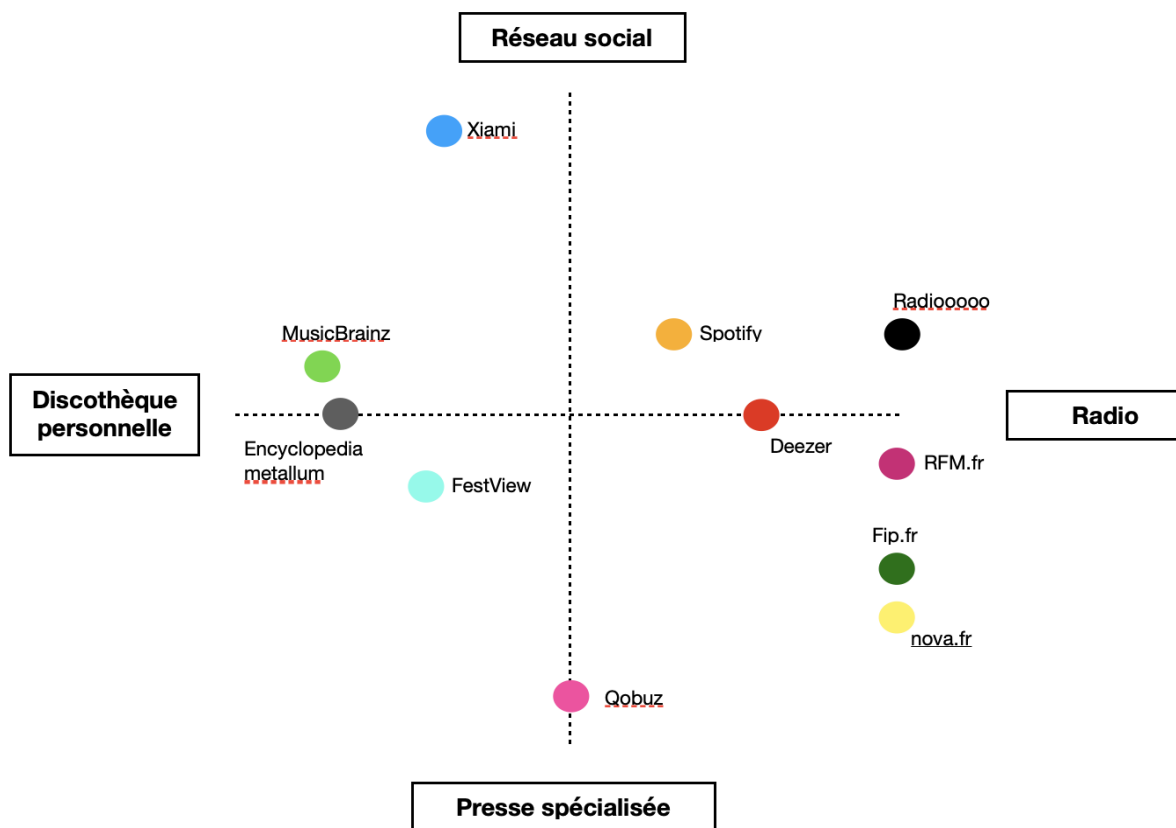 Réseau social
Xiami
Radiooooo
MusicBrainz
Spotify
Discothèque
personnelle
Radio
Encyclopedia
metallum
Deezer
RFM.fr
FestView
Fip.fr
nova.fr
Qobuz
Presse spécialisée